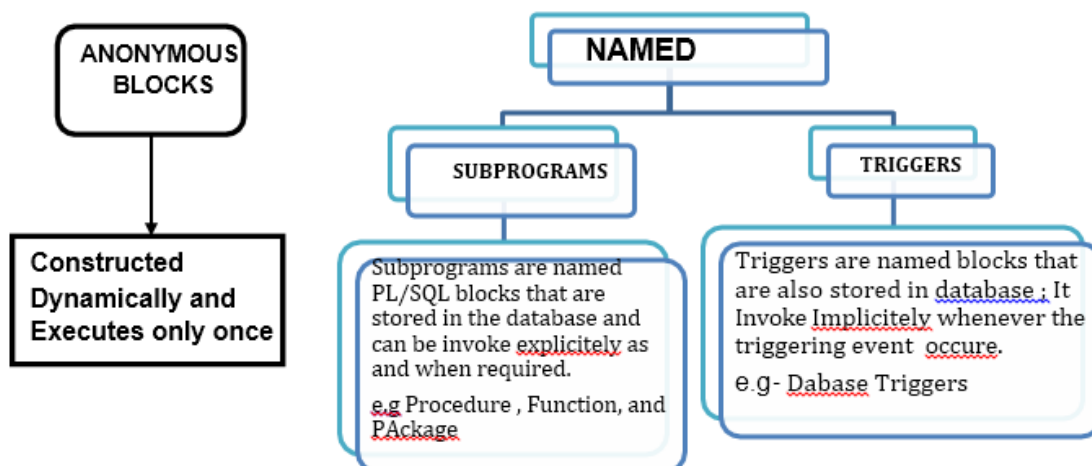 ANONYMOUS
BLOCKS
Constructed
Dynamically and
Executes only once
NAMED
SUBPROGRAMS
Subprograms are named
PL/SQL blocks that are
stored in the database and
can be invoke explicitely as
and when required.
e.g Procedure , Function, and
PAckage
TRIGGERS
Triggers are named blocks that
are also stored in database ; It
Invoke Implicitely whenever the
triggering event occure.
e.g- Dabase Triggers